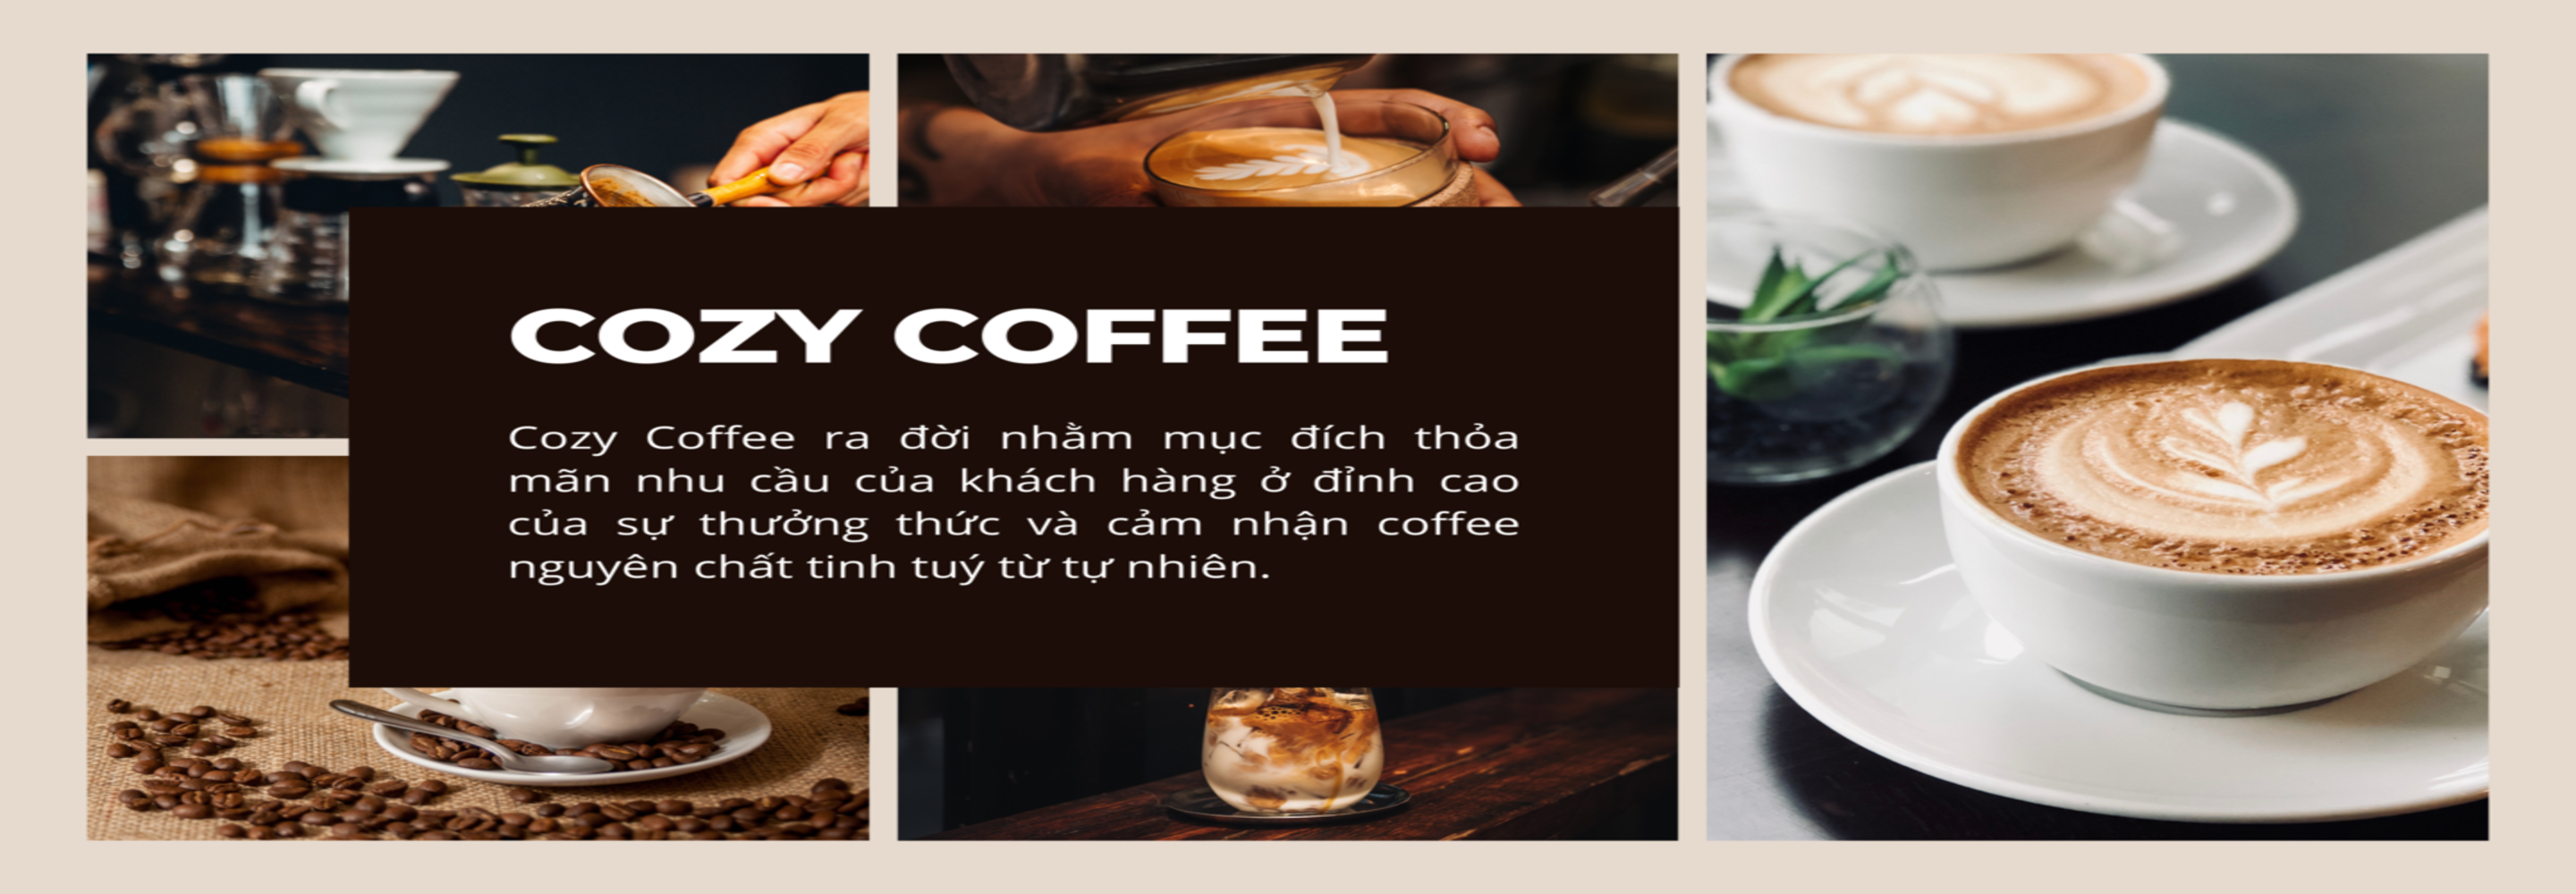 COZY COFFEE
Cozy Coffee ra đời nhằm mục đích thỏa
mãn nhu cầu của khách hàng ở đỉnh cao
của sự thưởng thức và cảm nhận coffee
nguyên chất tinh tuý từ tự nhiên.